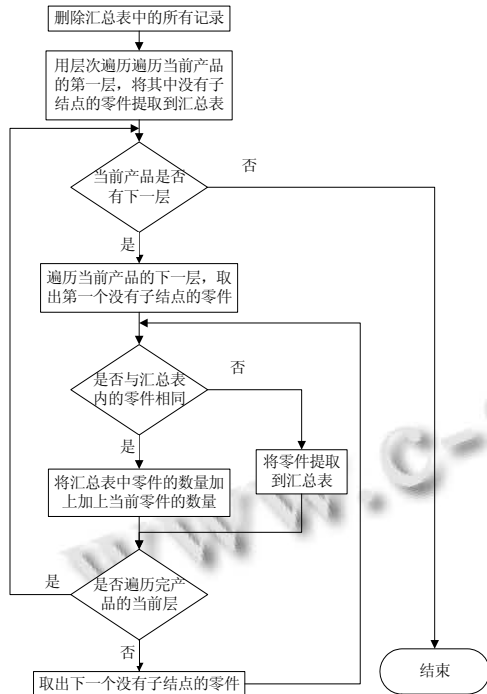 删除汇总表中的所有记录
用层次遍历遍历当前产品
的第一层，将其中没有子
结点的零件提取到汇总表
当前产品是否
有下一层
否
是
遍历当前产品的下一层，取
出第一个没有子结点的零件
是否与汇总表
内的零件相同
否
是
将汇总表中零件的数量加
上加上当前零件的数量
将零件提取
到汇总表
是否遍历完产
品的当前层
是
否
取出下一个没有子结点的零件
结束
www.c-